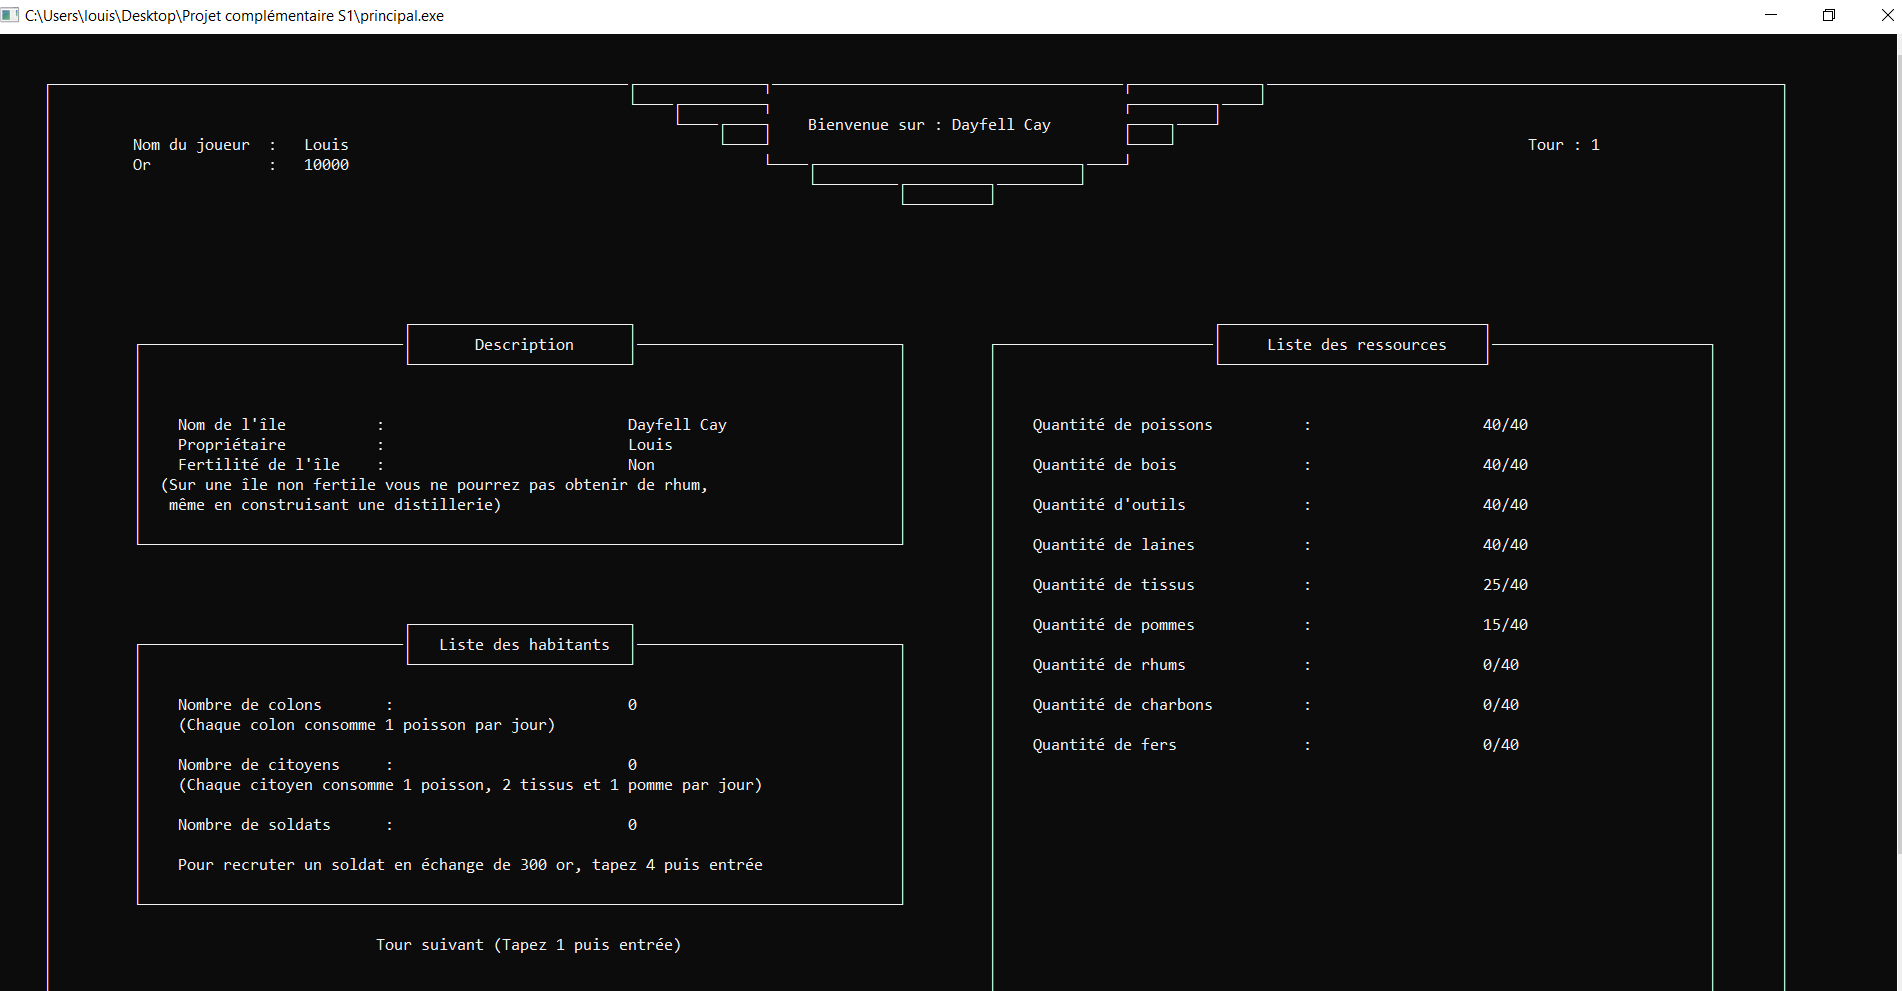 C:\Users\louis\Desktop\Projet complémentaire S1\principal.exe
Bienvenue sur : Dayfell Cay
Nom du joueur : Louis
Tour : 1
Or : 10000
Description
Nom de l'île : Dayfell Cay
Propriétaire : Louis
Fertilité de l'île : Non
(Sur une île non fertile vous ne pourrez pas obtenir de rhum,
même en construisant une distillerie)
Liste des habitants
Nombre de colons : 0
(Chaque colon consomme 1 poisson par jour)
Nombre de citoyens : 0
(Chaque citoyen consomme 1 poisson, 2 tissus et 1 pomme par jour)
Nombre de soldats : 0
Pour recruter un soldat en échange de 300 or, tapez 4 puis entrée
Tour suivant (Tapez 1 puis entrée)
Liste des ressources
Quantité de poissons : 40/40
Quantité de bois : 40/40
Quantité d'outils : 40/40
Quantité de laines : 40/40
Quantité de tissus : 25/40
Quantité de pommes : 15/40
Quantité de rhums : 0/40
Quantité de charbons : 0/40
Quantité de fers : 0/40